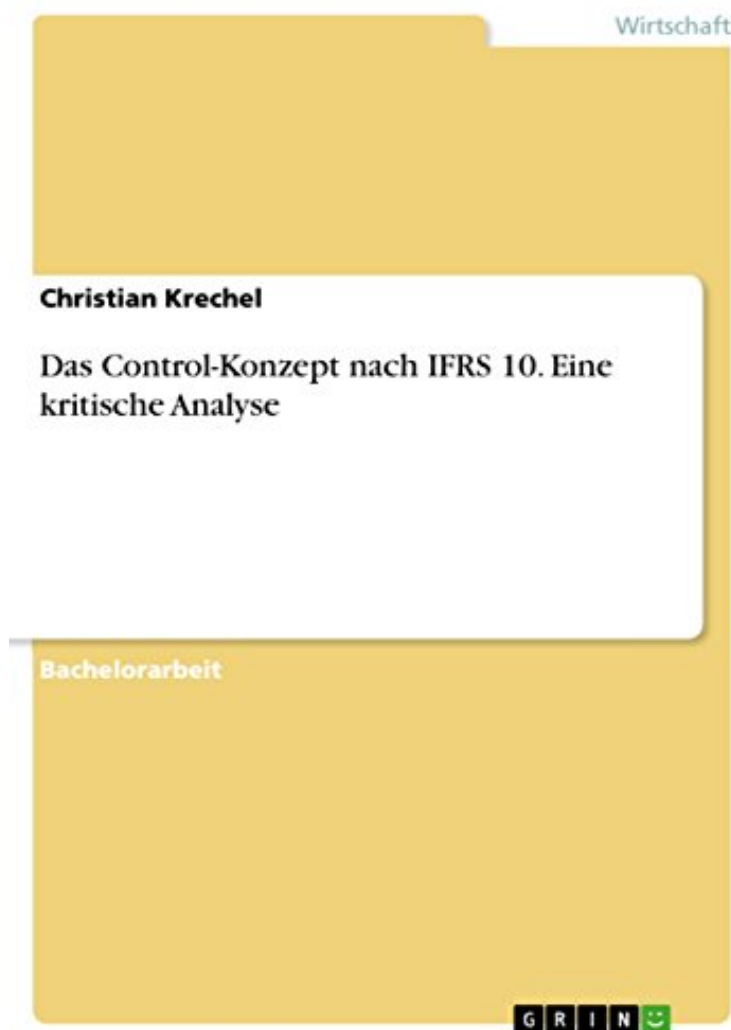 Wirtschaft
Christian Krechel
Das Control-Konzept nach IFRS 10. Eine
kritische Analyse
Bachelorarbeit
GRIN